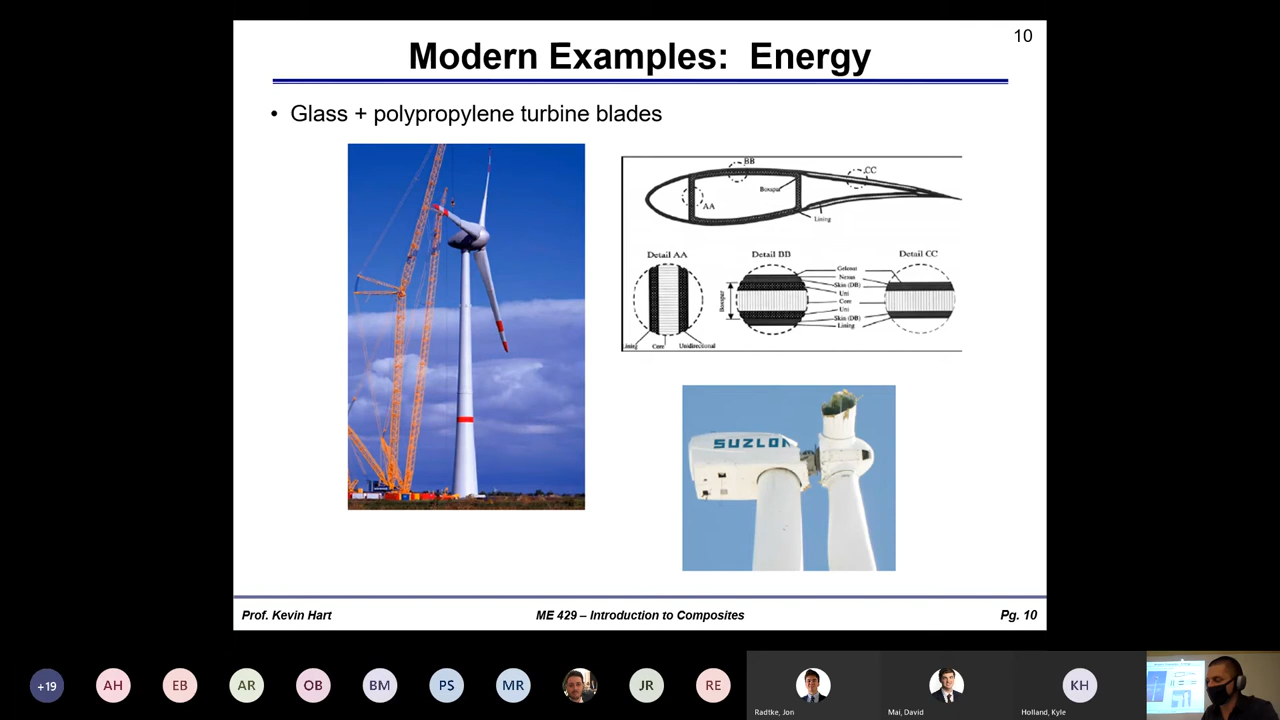 10
Modern Examples: Energy
• Glass + polypropylene turbine blades
BB
CC
Boxspar
AA
Lining
Detail AA
Detail BB
Detail CC
Gelcoat
Nexus
Skin (DB)
Uni
Core
Uni
Skin (DB)
Lining
Boxspar
Lining
Core
Unidirectional
SUZLON
Prof. Kevin Hart
ME 429 – Introduction to Composites
Pg. 10
+19
AH
EB
AR
OB
BM
PS
MR
JR
RE
KH
Radtke, Jon
Mai, David
Holland, Kyle